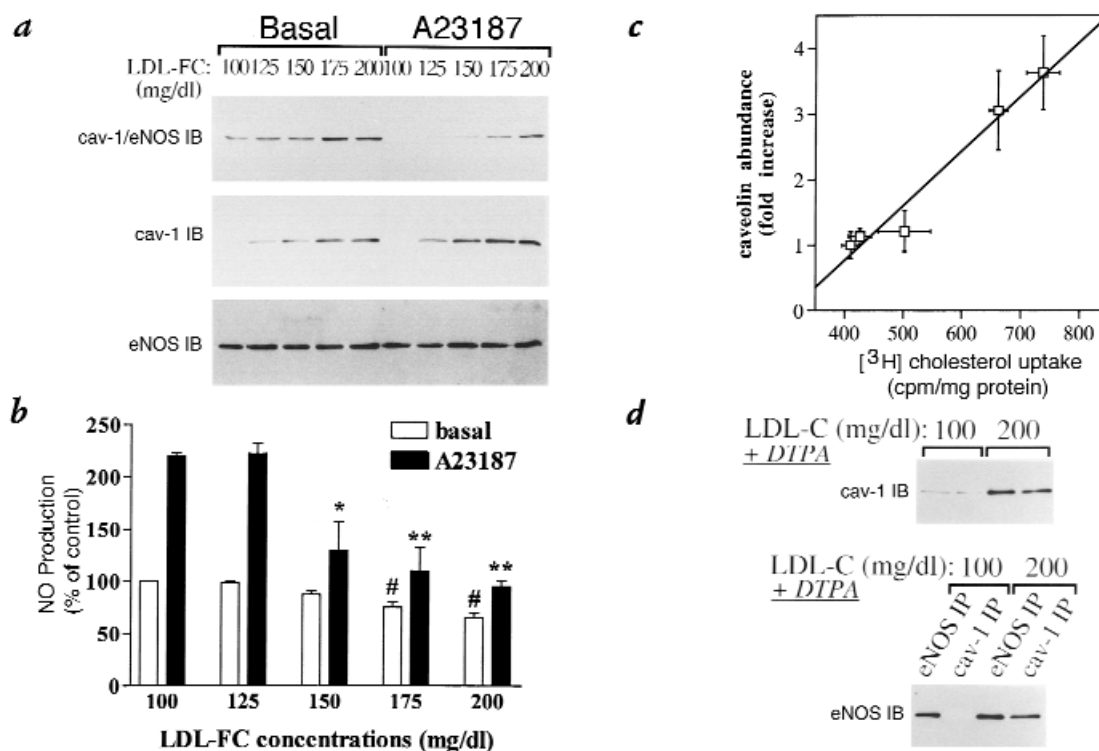 a
Basal A23187
LDL-FC: 100 125 150 175 200 100 125 150 175 200
(mg/dl)
cav-1/eNOS IB
cav-1 IB
eNOS IB
b
250
200
150
100
50
0
NO Production
(% of control)
basal
A23187
*
#
**
#
**
100 125 150 175 200
LDL-FC concentrations (mg/dl)
c
4
3
2
1
0
caveolin abundance
(fold increase)
400 500 600 700 800
[³H] cholesterol uptake
(cpm/mg protein)
d
LDL-C (mg/dl): 100 200
+ DTPA
cav-1 IB
LDL-C (mg/dl): 100 200
+ DTPA
eNOS IP
cav-1 IP
eNOS IP
cav-1 IP
eNOS IB